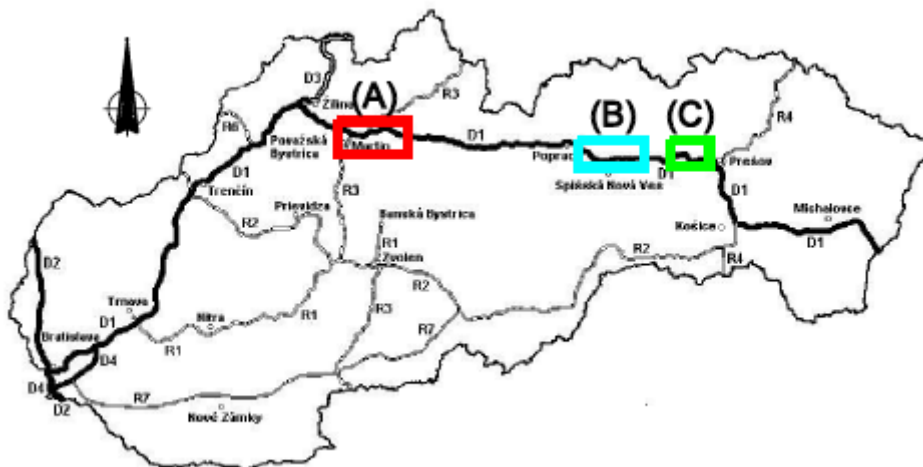 D3
Žilina
(A)
R3
R6
Považská
Bystrica
Martin
D1
(B)
(C)
R4
Poprad
Prešov
D1
Spišská Nová Ves
D1
D1
Trenčín
R3
R2
Prievidza
Banská Bystrica
Michalovce
D1
Košice
R1
D2
Zvolen
R2
R4
R2
Trnava
D1
Nitra
R1
R3
Bratislava
R1
R7
D4
D4
D2
R7
Nové Zámky